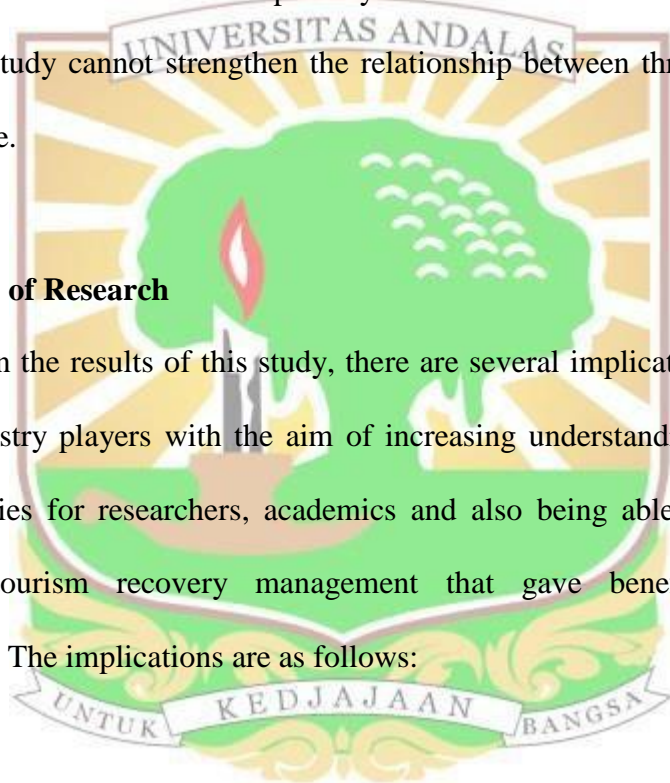 UNIVERSITAS ANDALAS
tudy cannot strengthen the relationship between thr
e.
of Research
n the results of this study, there are several implicat
stry players with the aim of increasing understand
ies for researchers, academics and also being able
ourism recovery management that gave bene
The implications are as follows:
UNTUK KEDJAJAAN BANGSA